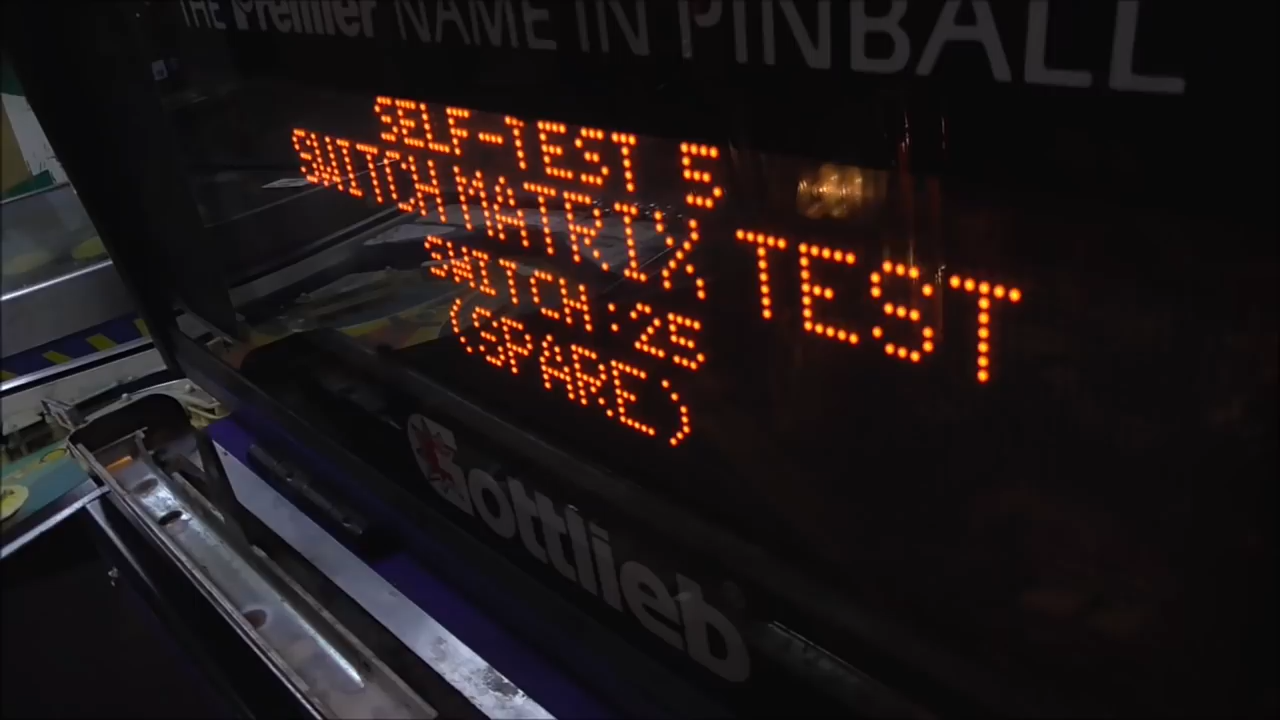 THE Premier NAME IN PINBALL
SELF-TEST 5
SWITCH MATRIX TEST
SWITCH:25
(SPARE)
Gottlieb